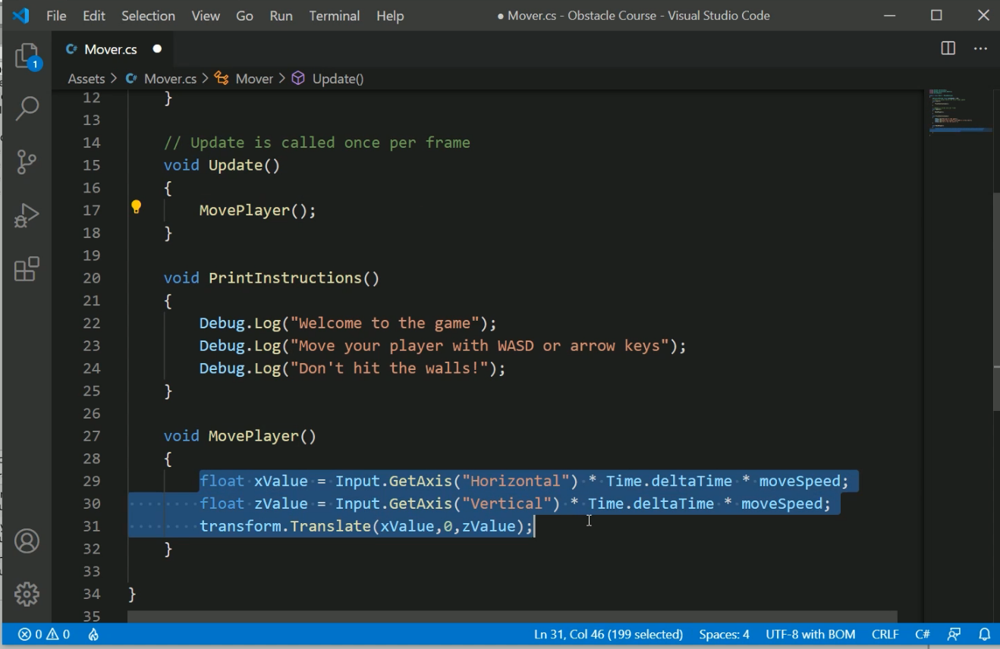 File Edit Selection View Go Run Terminal Help ● Mover.cs - Obstacle Course - Visual Studio Code
1
C# Mover.cs ●
Assets > C# Mover.cs > Mover > Update()
12 }
13
14 // Update is called once per frame
15 void Update()
16 {
17 MovePlayer();
18 }
19
20 void PrintInstructions()
21 {
22 Debug.Log("Welcome to the game");
23 Debug.Log("Move your player with WASD or arrow keys");
24 Debug.Log("Don't hit the walls!");
25 }
26
27 void MovePlayer()
28 {
29 float xValue = Input.GetAxis("Horizontal") * Time.deltaTime * moveSpeed;
30 float zValue = Input.GetAxis("Vertical") * Time.deltaTime * moveSpeed;
31 transform.Translate(xValue,0,zValue);
32 }
33
34 }
35
0 0 Ln 31, Col 46 (199 selected) Spaces: 4 UTF-8 with BOM CRLF C#